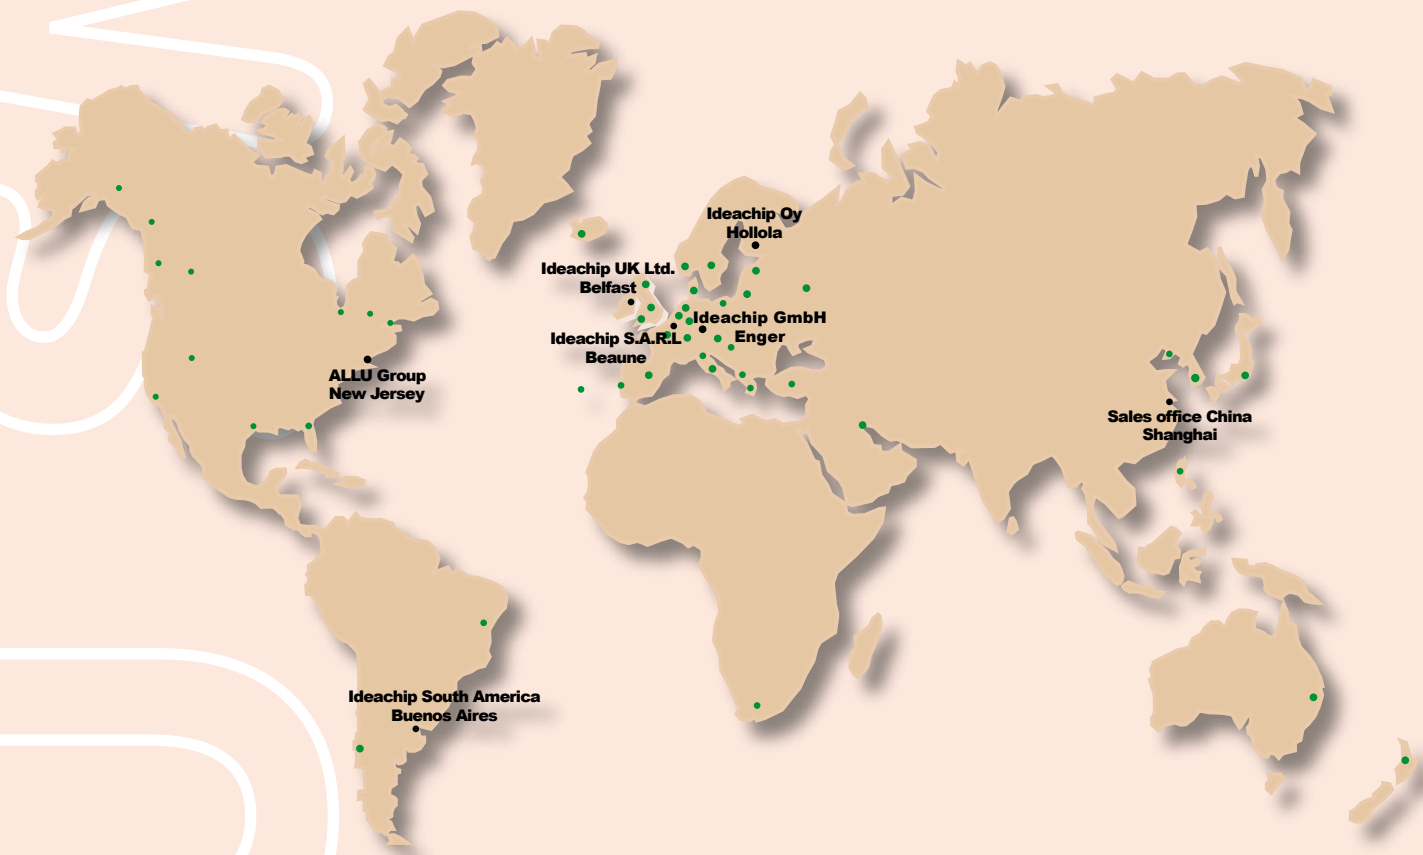 Ideachip Oy
Hollola
Ideachip UK Ltd.
Belfast
Ideachip GmbH
Enger
Ideachip S.A.R.L
Beaune
ALLU Group
New Jersey
Sales office China
Shanghai
Ideachip South America
Buenos Aires